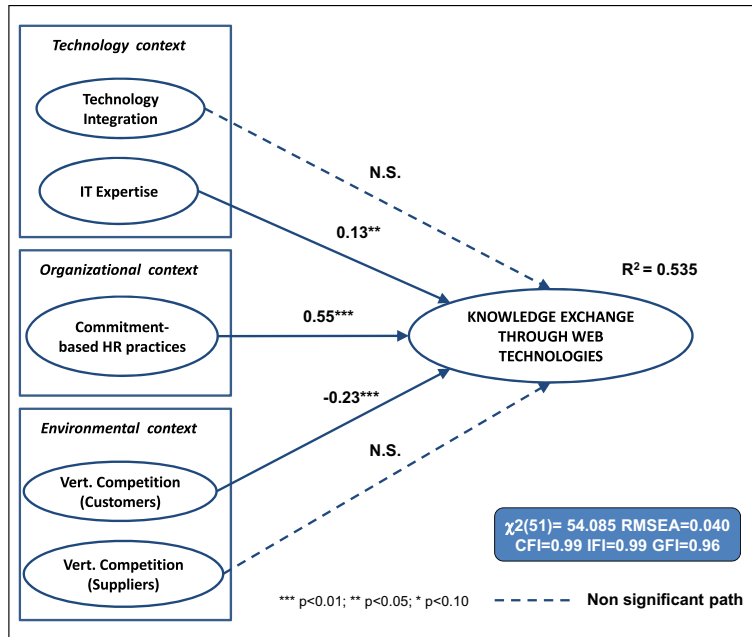 Technology context
Technology
Integration
N.S.
IT Expertise
0.13**
Organizational context
R² = 0.535
Commitment-
based HR practices
0.55***
KNOWLEDGE EXCHANGE
THROUGH WEB
TECHNOLOGIES
-0.23***
Environmental context
N.S.
Vert. Competition
(Customers)
χ2(51)= 54.085 RMSEA=0.040
CFI=0.99 IFI=0.99 GFI=0.96
Vert. Competition
(Suppliers)
*** p<0.01; ** p<0.05; * p<0.10
Non significant path